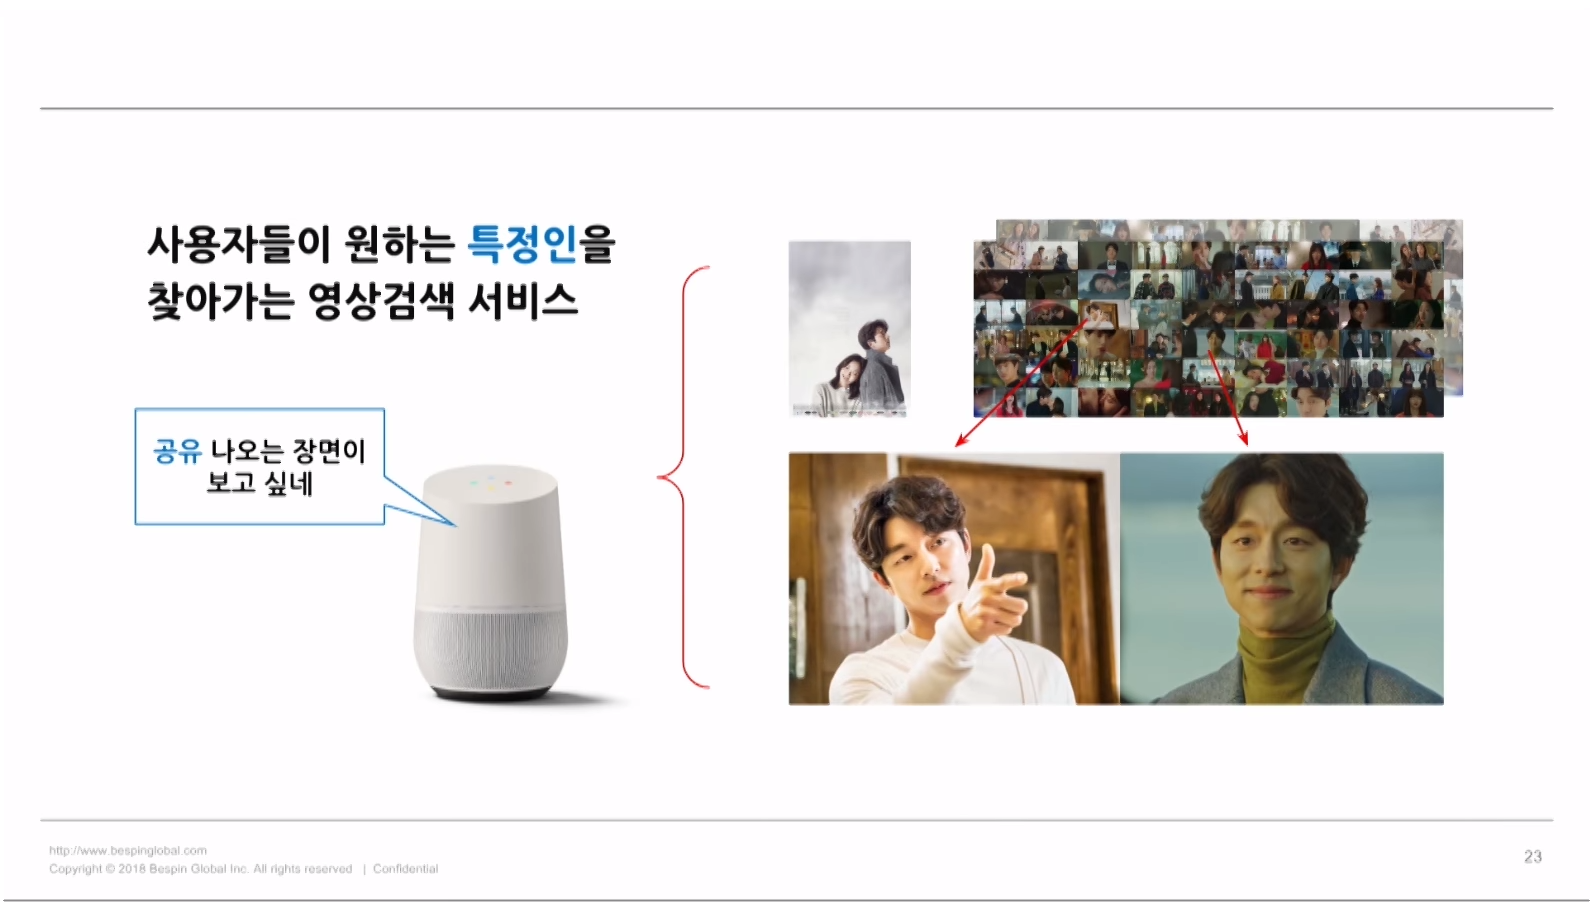 사용자들이 원하는 특정인을
찾아가는 영상검색 서비스
공유 나오는 장면이
보고 싶네
http://www.bespinglobal.com
Copyright © 2018 Bespin Global Inc. All rights reserved | Confidential
23